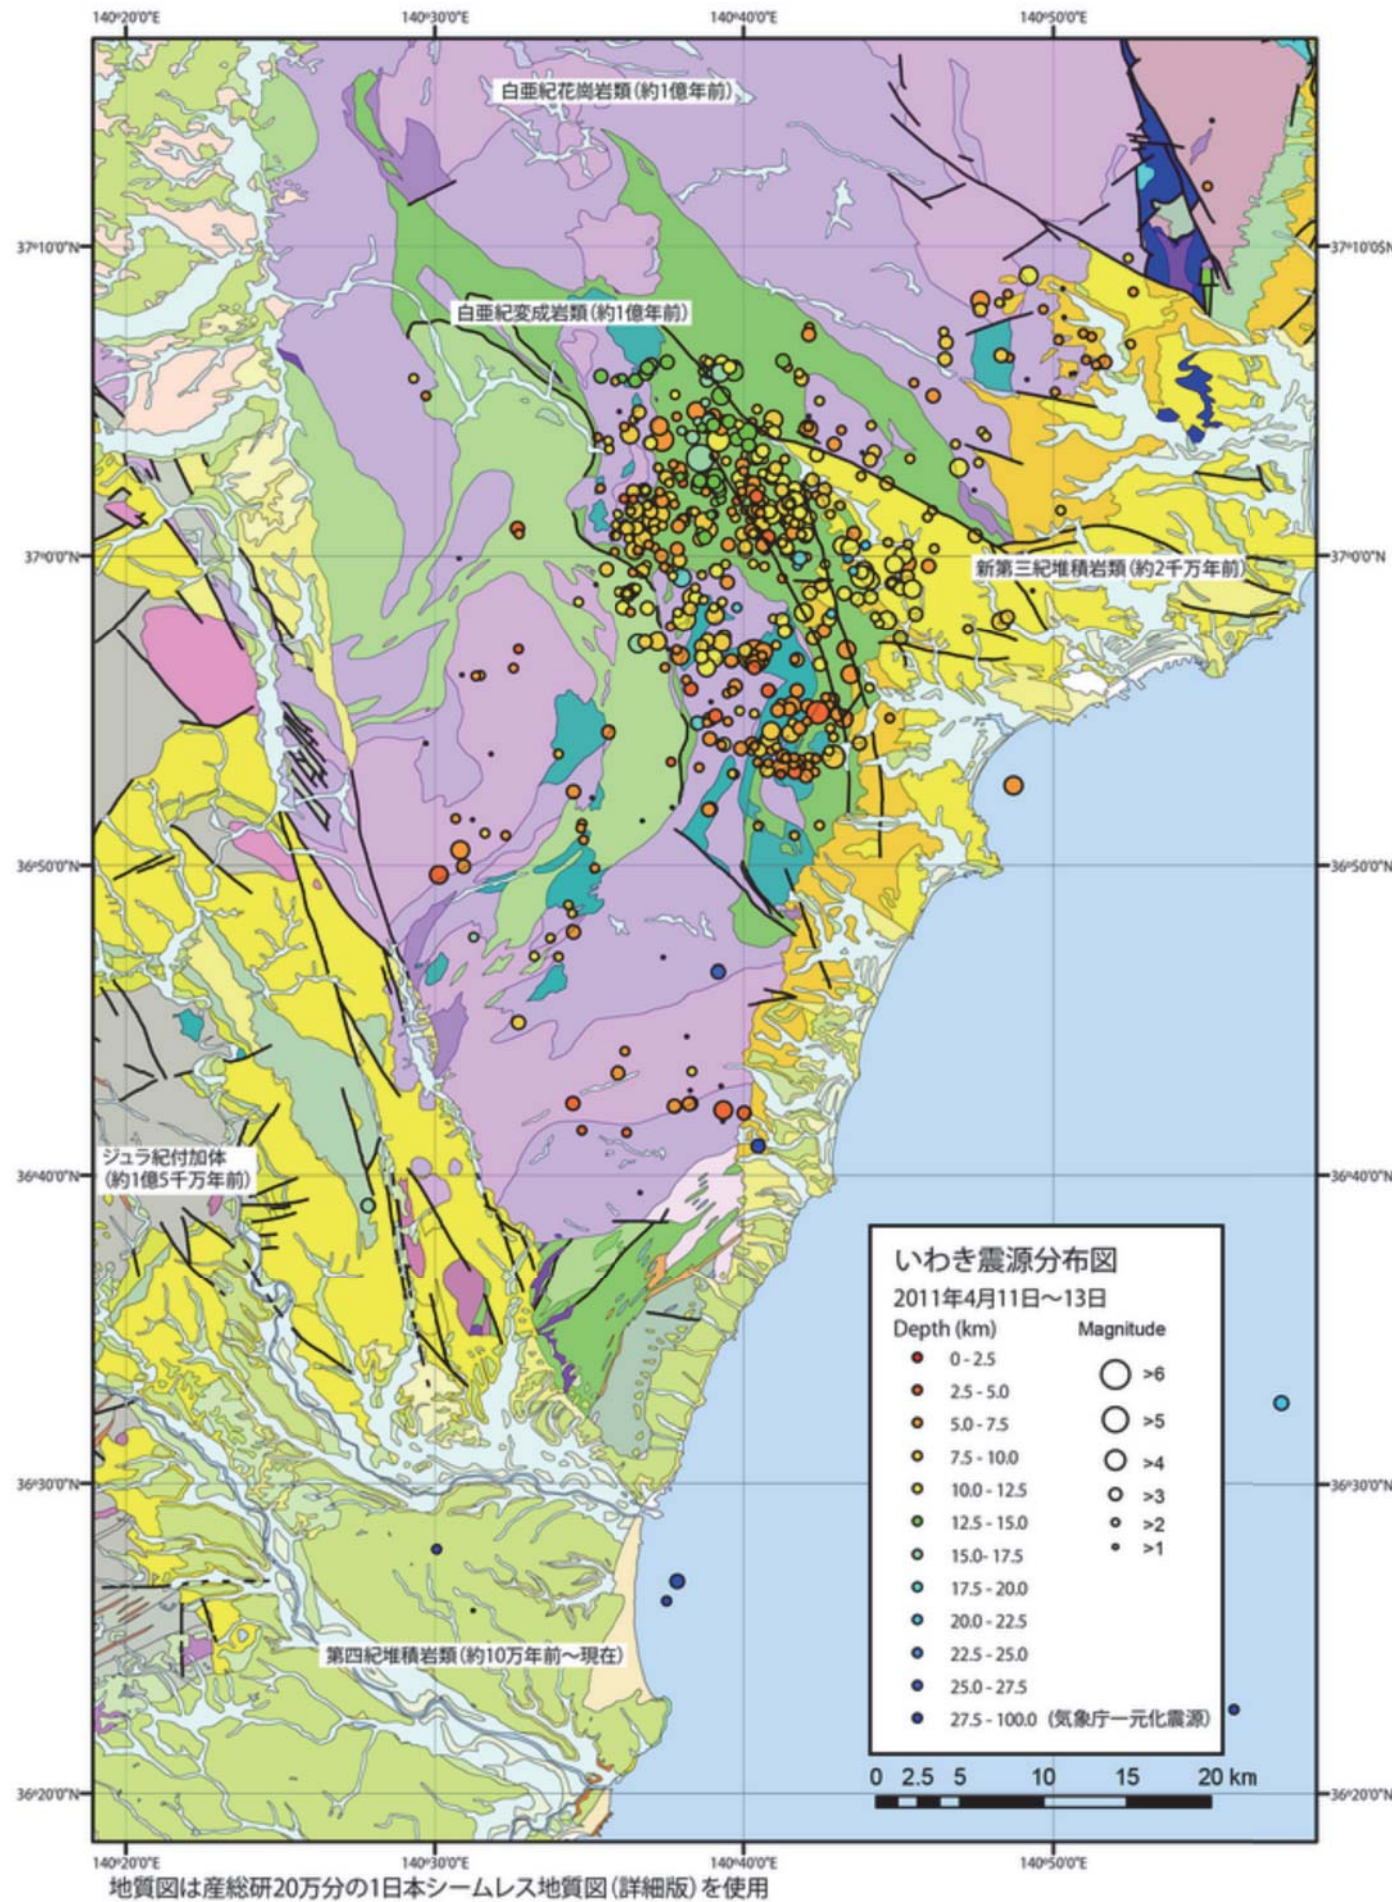 140°20'0"E 140°30'0"E 140°40'0"E 140°50'0"E
白亜紀花崗岩類(約1億年前)
37°10'0"N 37°10'0SN
白亜紀変成岩類(約1億年前)
37°0'0"N 37°0'0"N
新第三紀堆積岩類(約2千万年前)
36°50'0"N 36°50'0"N
ジュラ紀付加体
(約1億5千万年前)
36°40'0"N 36°40'0"N
いわき震源分布図
2011年4月11日〜13日
Depth (km) Magnitude
0 - 2.5 >6
2.5 - 5.0
5.0 - 7.5 >5
7.5 - 10.0 >4
10.0 - 12.5 >3
12.5 - 15.0 >2
15.0- 17.5 >1
17.5 - 20.0
20.0 - 22.5
22.5 - 25.0
25.0 - 27.5
27.5 - 100.0 (気象庁一元化震源)
36°30'0"N 36°30'0"N
第四紀堆積岩類(約10万年前〜現在)
0 2.5 5 10 15 20 km
36°20'0"N 36°20'0"N
140°20'0"E 140°30'0"E 140°40'0"E 140°50'0"E
地質図は産総研20万分の1日本シームレス地質図(詳細版)を使用